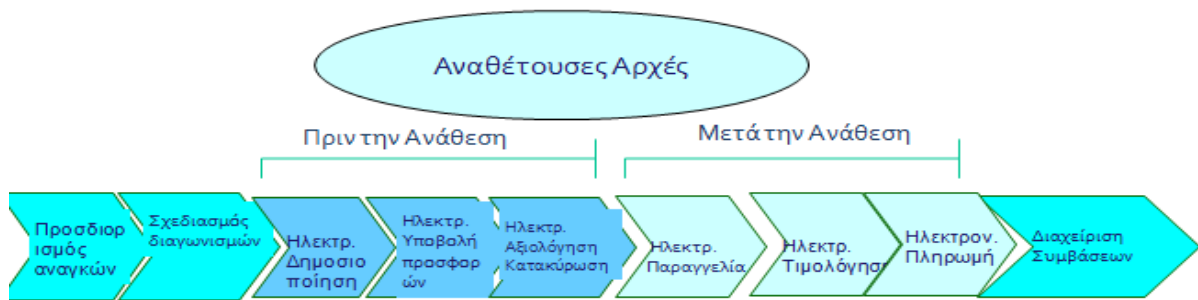 Αναθέτουσες Αρχές
Πριν την Ανάθεση
Μετά την Ανάθεση
Προσδιορ
ισμός
αναγκών
Σχεδιασμός
διαγωνισμών
Ηλεκτρ.
Δημοσιο
ποίηση
Ηλεκτρ.
Υποβολή
προσφορ
ών
Ηλεκτρ.
Αξιολόγηση
Κατακύρωση
Ηλεκτρ.
Παραγγελία
Ηλεκτρ.
Τιμολόγηση
Ηλεκτρον.
Πληρωμή
Διαχείριση
Συμβάσεων